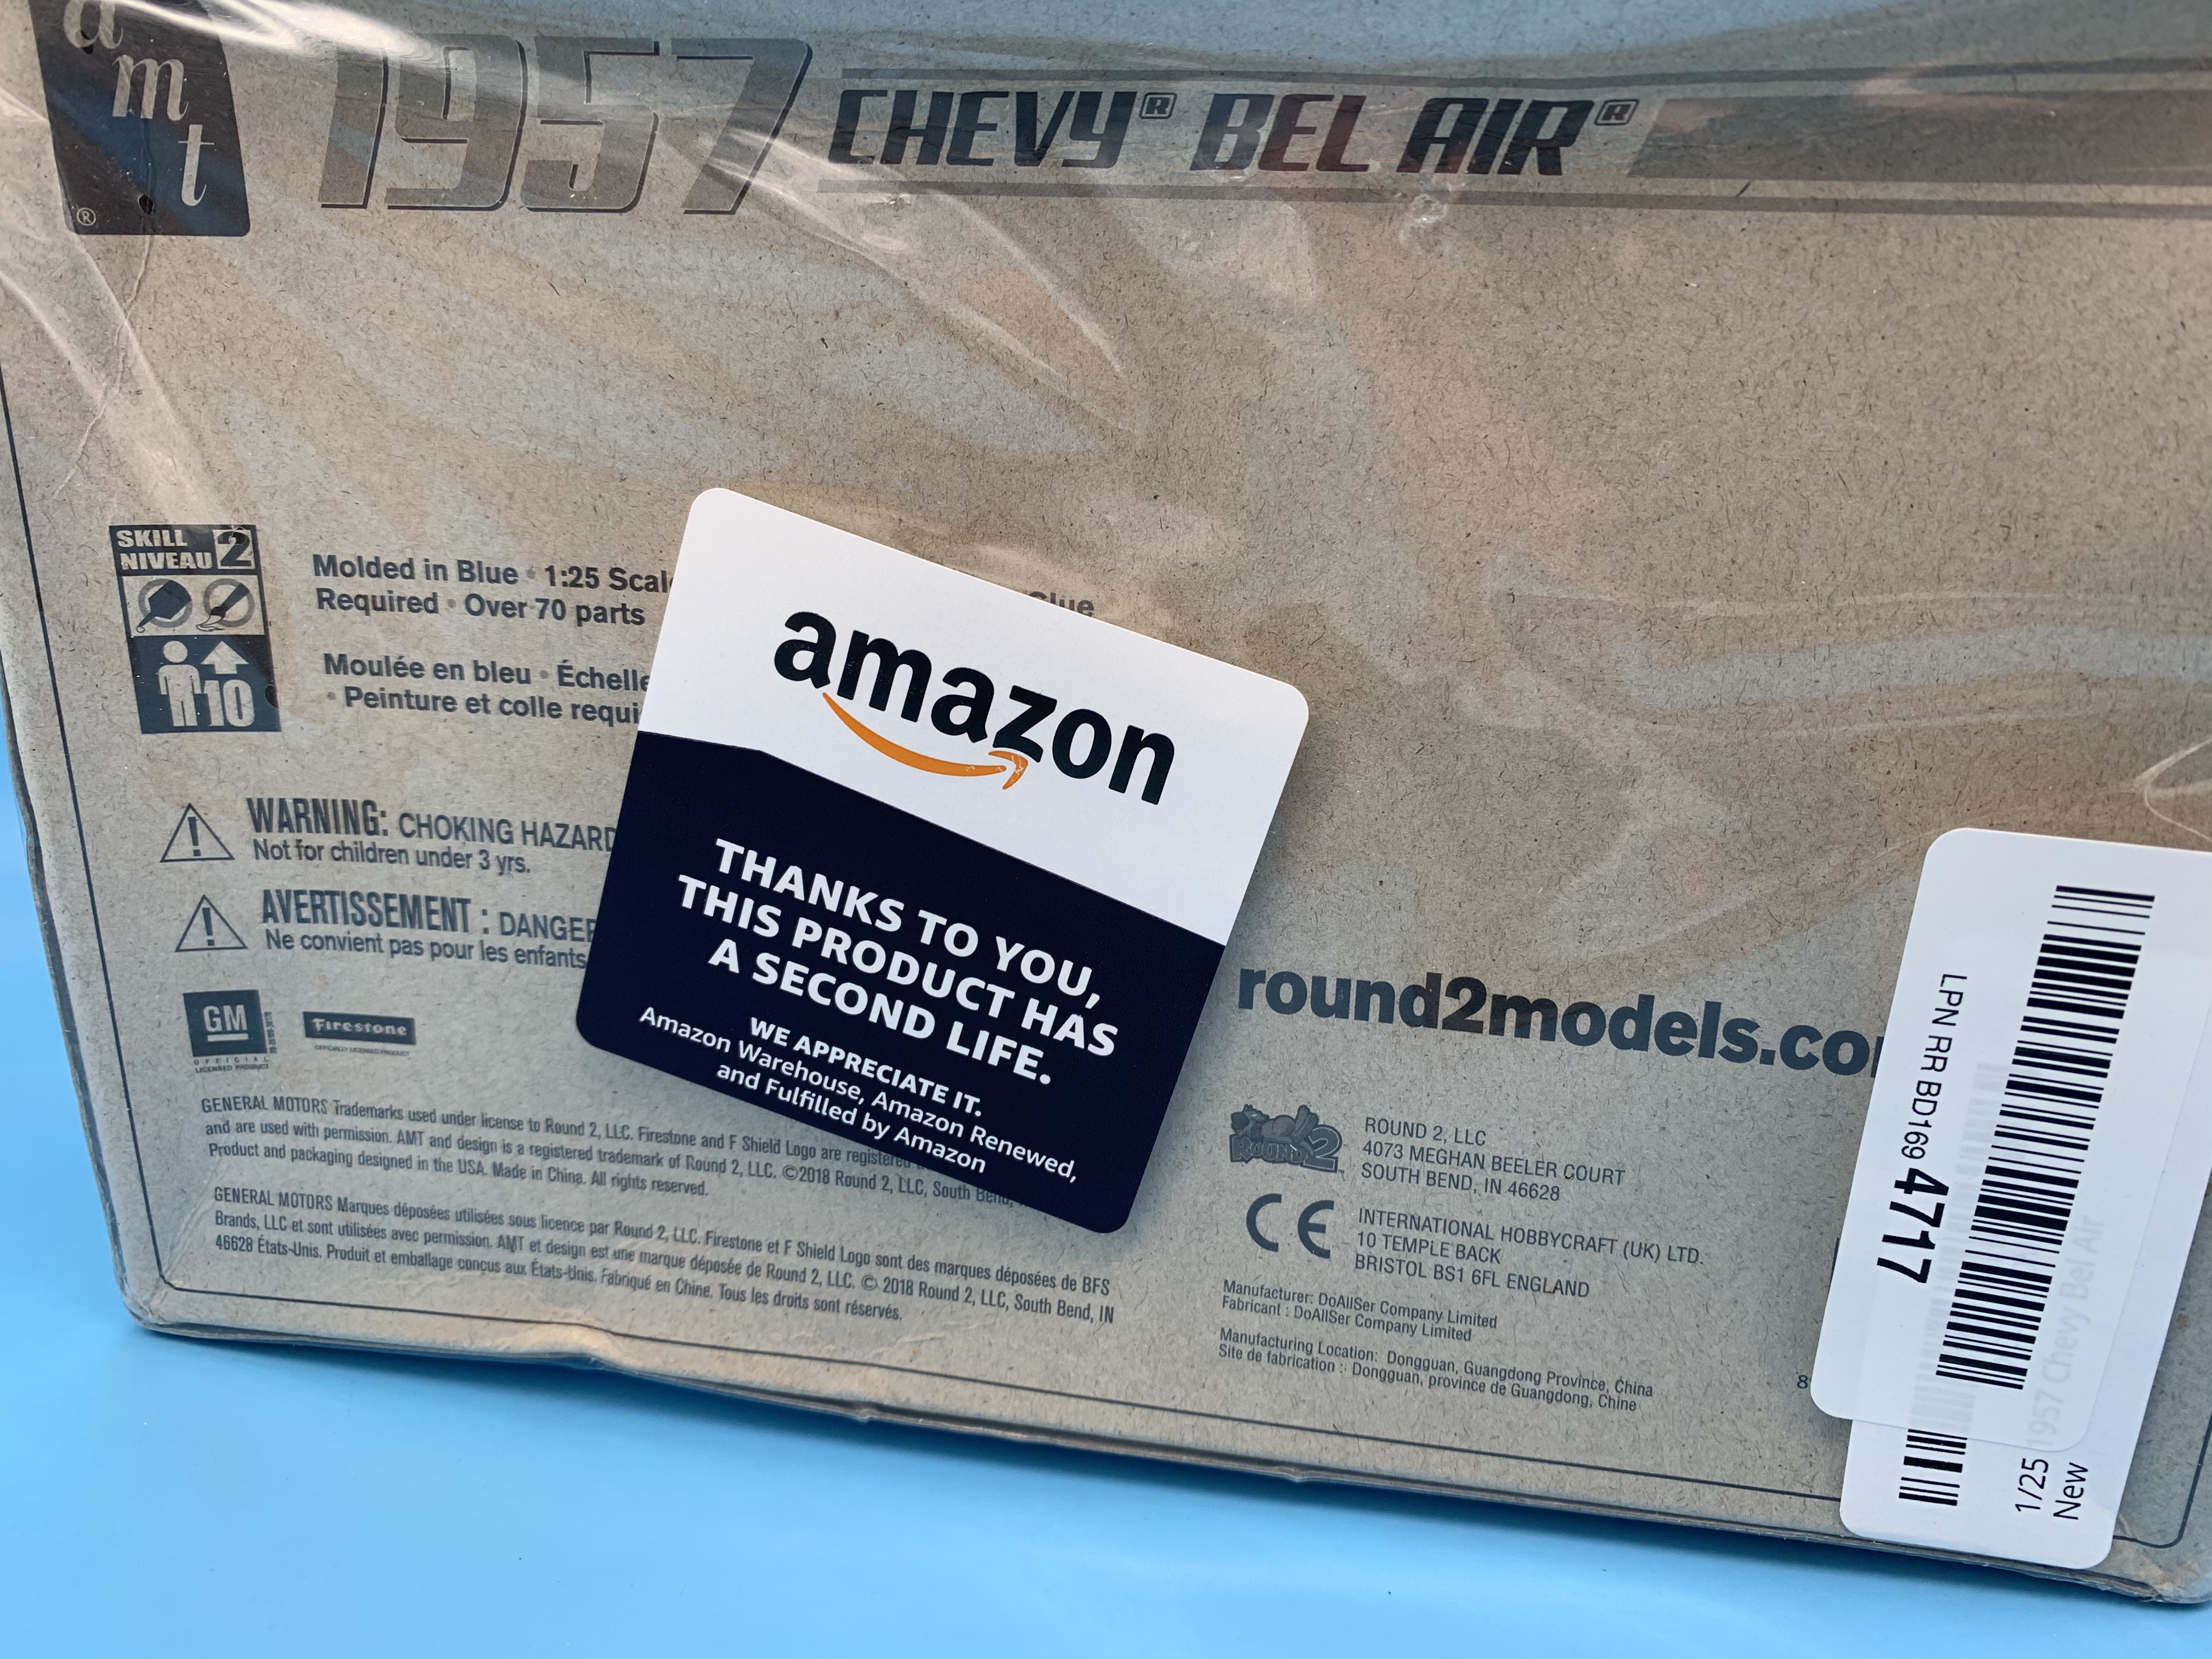 amt®
1957 CHEVY® BEL AIR®
SKILL 2
NIVEAU
10
Molded in Blue • 1:25 Scale
Glue
Required • Over 70 parts
Moulée en bleu • Échelle
• Peinture et colle requi
WARNING: CHOKING HAZARD
Not for children under 3 yrs.
AVERTISSEMENT : DANGER
Ne convient pas pour les enfants
GM
OFFICIAL
LICENSED PRODUCT
Firestone
OFFICIALLY LICENSED PRODUCT
GENERAL MOTORS Trademarks used under license to Round 2, LLC. Firestone and F Shield Logo are registered
and are used with permission. AMT and design is a registered trademark of Round 2, LLC. ©2018 Round 2, LLC, South Bend,
Product and packaging designed in the USA. Made in China. All rights reserved.
GENERAL MOTORS Marques déposées utilisées sous licence par Round 2, LLC. Firestone et F Shield Logo sont des marques déposées de BFS
Brands, LLC et sont utilisées avec permission. AMT et design est une marque déposée de Round 2, LLC. © 2018 Round 2, LLC, South Bend, IN
46628 États-Unis. Produit et emballage conçus aux États-Unis. Fabriqué en Chine. Tous les droits sont réservés.
amazon
THANKS TO YOU,
THIS PRODUCT HAS
A SECOND LIFE.
WE APPRECIATE IT.
Amazon Warehouse, Amazon Renewed,
and Fulfilled by Amazon
round2models.co
ROUND 2
ROUND 2, LLC
4073 MEGHAN BEELER COURT
SOUTH BEND, IN 46628
CE
INTERNATIONAL HOBBYCRAFT (UK) LTD.
10 TEMPLE BACK
BRISTOL BS1 6FL ENGLAND
Manufacturer: DoAllSer Company Limited
Fabricant : DoAllSer Company Limited
Manufacturing Location: Dongguan, Guangdong Province, China
Site de fabrication : Dongguan, province de Guangdong, Chine
8
LPN RR BD169 4717
1/25 1957 Chevy Bel Air
New